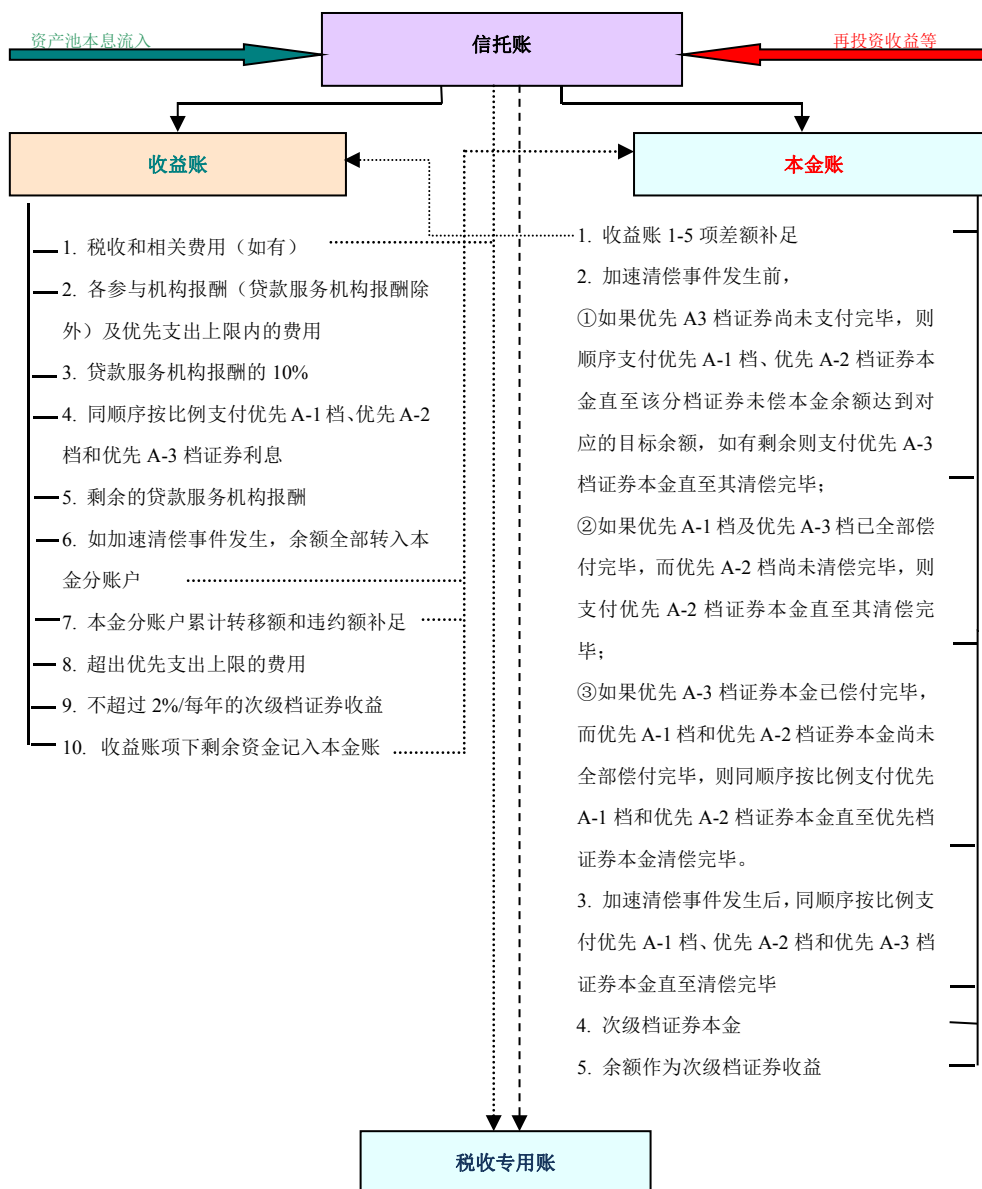 资产池本息流入
信托账
再投资收益等
收益账
本金账
1. 税收和相关费用（如有）
2. 各参与机构报酬（贷款服务机构报酬除
外）及优先支出上限内的费用
3. 贷款服务机构报酬的 10%
4. 同顺序按比例支付优先 A-1 档、优先 A-2
档和优先 A-3 档证券利息
5. 剩余的贷款服务机构报酬
6. 如加速清偿事件发生，余额全部转入本
金分账户
7. 本金分账户累计转移额和违约额补足
8. 超出优先支出上限的费用
9. 不超过 2%/每年的次级档证券收益
10. 收益账项下剩余资金记入本金账
1. 收益账 1-5 项差额补足
2. 加速清偿事件发生前，
①如果优先 A3 档证券尚未支付完毕，则
顺序支付优先 A-1 档、优先 A-2 档证券本
金直至该分档证券未偿本金余额达到对
应的目标余额，如有剩余则支付优先 A-3
档证券本金直至其清偿完毕；
②如果优先 A-1 档及优先 A-3 档已全部偿
付完毕，而优先 A-2 档尚未清偿完毕，则
支付优先 A-2 档证券本金直至其清偿完
毕；
③如果优先 A-3 档证券本金已偿付完毕，
而优先 A-1 档和优先 A-2 档证券本金尚未
全部偿付完毕，则同顺序按比例支付优先
A-1 档和优先 A-2 档证券本金直至优先档
证券本金清偿完毕。
3. 加速清偿事件发生后，同顺序按比例支
付优先 A-1 档、优先 A-2 档和优先 A-3 档
证券本金直至清偿完毕
4. 次级档证券本金
5. 余额作为次级档证券收益
税收专用账